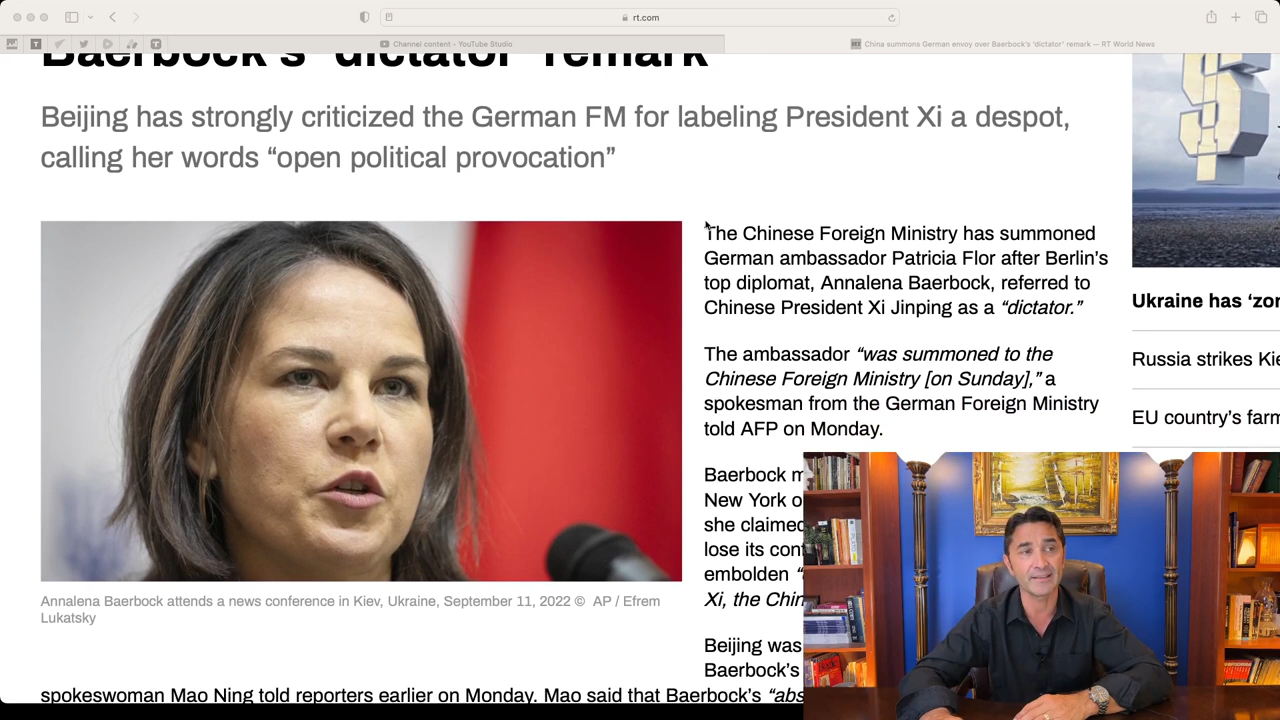 rt.com
Channel content - YouTube Studio
China summons German envoy over Baerbock's 'dictator' remark — RT World News
Baerbock's 'dictator' remark
Beijing has strongly criticized the German FM for labeling President Xi a despot,
calling her words “open political provocation”
The Chinese Foreign Ministry has summoned
German ambassador Patricia Flor after Berlin’s
top diplomat, Annalena Baerbock, referred to
Chinese President Xi Jinping as a “dictator.”
The ambassador “was summoned to the
Chinese Foreign Ministry [on Sunday],” a
spokesman from the German Foreign Ministry
told AFP on Monday.
Baerbock m
New York o
she claimed
lose its con
embolden “
Xi, the Chin
Beijing was
Baerbock’s
spokeswoman Mao Ning told reporters earlier on Monday. Mao said that Baerbock’s “abs
Annalena Baerbock attends a news conference in Kiev, Ukraine, September 11, 2022 © AP / Efrem
Lukatsky
Ukraine has ‘zor
Russia strikes Kie
EU country’s farm